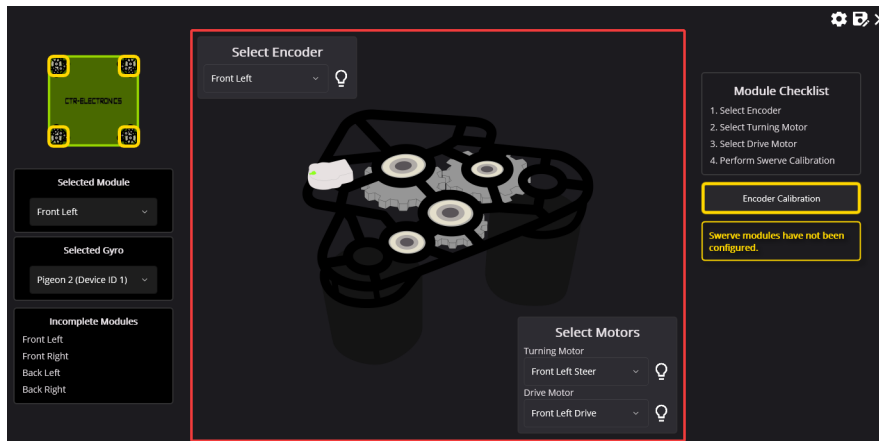 CTR-ELECTRONICS
Selected Module
Front Left
Selected Gyro
Pigeon 2 (Device ID 1)
Incomplete Modules
Front Left
Front Right
Back Left
Back Right
Select Encoder
Front Left
Select Motors
Turning Motor
Front Left Steer
Drive Motor
Front Left Drive
Module Checklist
1. Select Encoder
2. Select Turning Motor
3. Select Drive Motor
4. Perform Swerve Calibration
Encoder Calibration
Swerve modules have not been
configured.